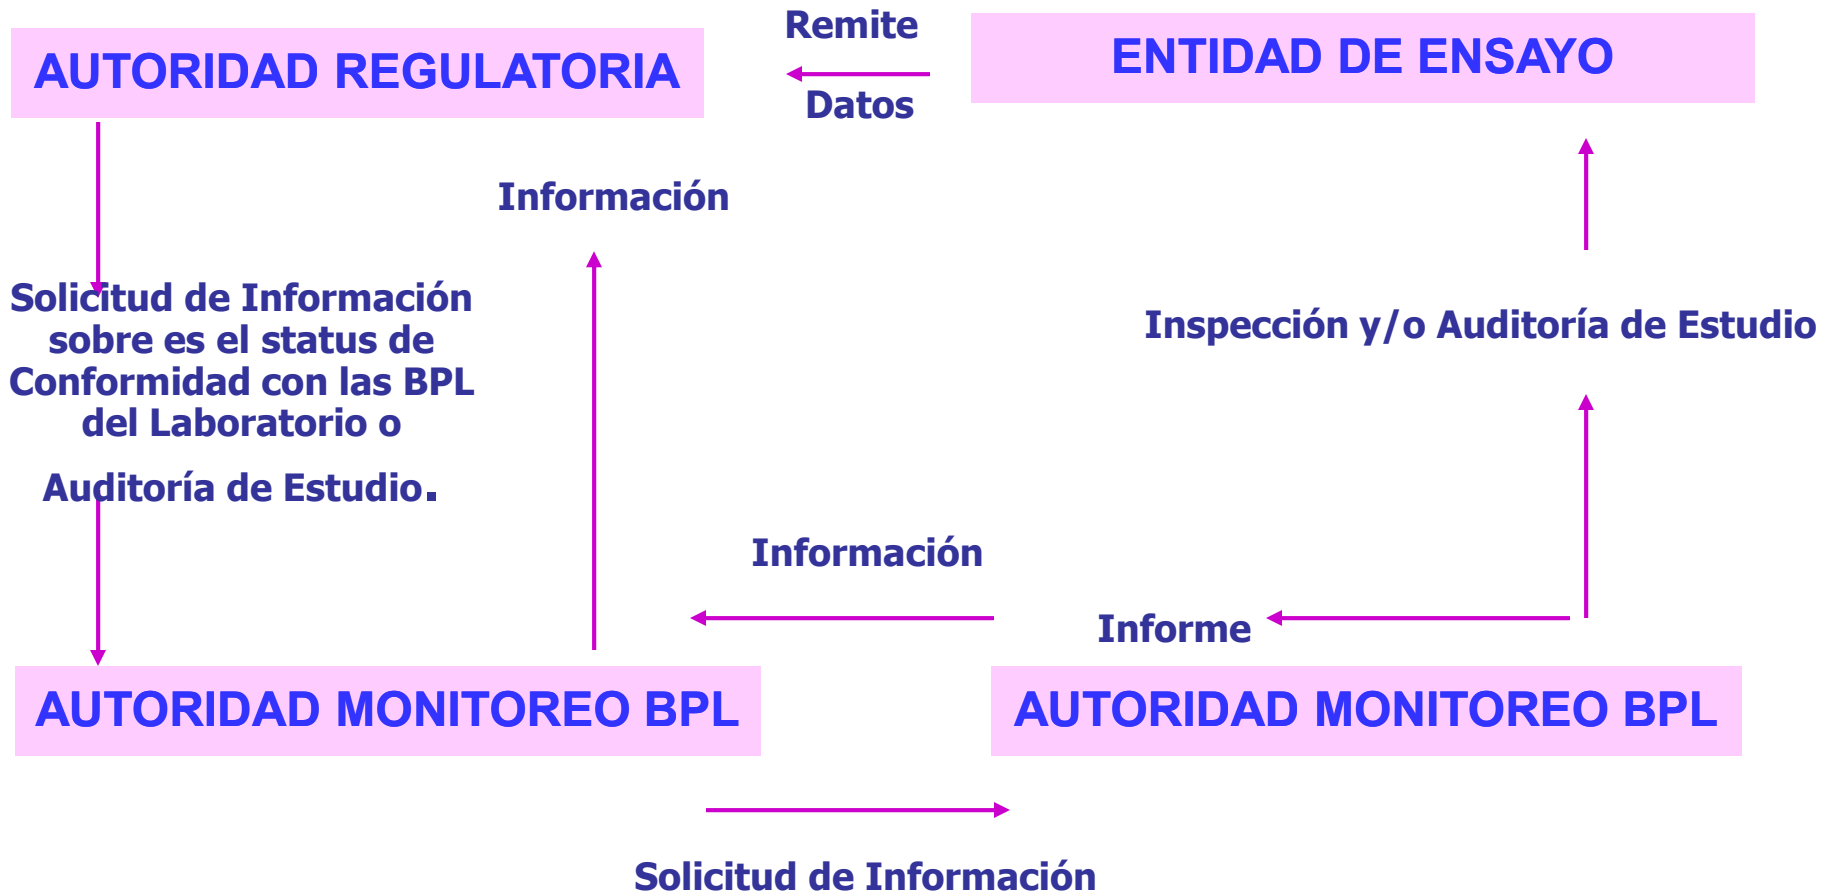 Remite
AUTORIDAD REGULATORIA
ENTIDAD DE ENSAYO
Datos
Información
Solicitud de Información
sobre es el status de
Conformidad con las BPL
del Laboratorio o
Auditoría de Estudio.
Inspección y/o Auditoría de Estudio
Información
Informe
AUTORIDAD MONITOREO BPL
AUTORIDAD MONITOREO BPL
Solicitud de Información